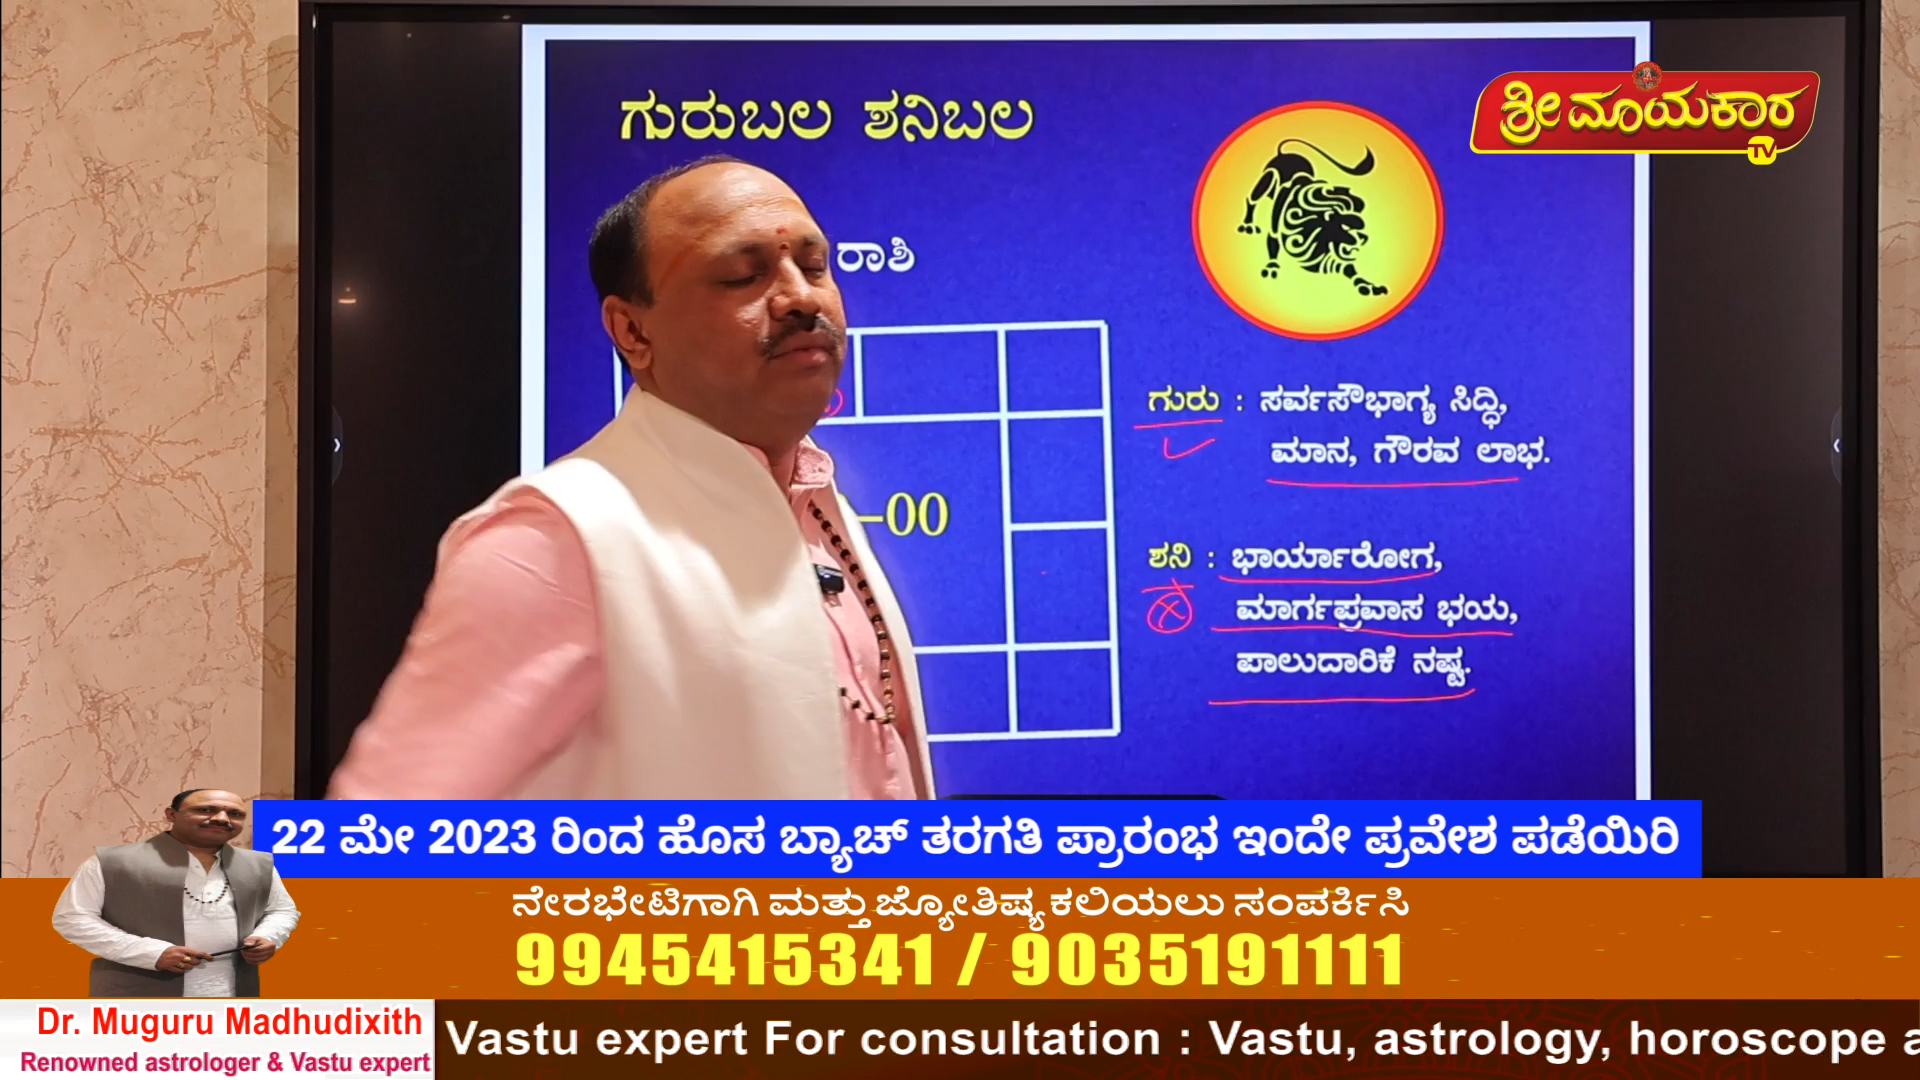 ಗುರುಬಲ ಶನಿಬಲ
ಶ್ರೀ ಮಾಯಕಾರ
TV
ರಾಶಿ
ಗುರು : ಸರ್ವಸೌಭಾಗ್ಯ ಸಿದ್ಧಿ,
ಮಾನ, ಗೌರವ ಲಾಭ.
–00
ಶನಿ : ಭಾರ್ಯಾರೋಗ,
ಮಾರ್ಗಪ್ರವಾಸ ಭಯ,
ಪಾಲುದಾರಿಕೆ ನಷ್ಟ.
22 ಮೇ 2023 ರಿಂದ ಹೊಸ ಬ್ಯಾಚ್ ತರಗತಿ ಪ್ರಾರಂಭ ಇಂದೇ ಪ್ರವೇಶ ಪಡೆಯಿರಿ
ನೇರಭೇಟಿಗಾಗಿ ಮತ್ತು ಜ್ಯೋತಿಷ್ಯ ಕಲಿಯಲು ಸಂಪರ್ಕಿಸಿ
9945415341 / 9035191111
Dr. Muguru Madhudixith
Renowned astrologer & Vastu expert
Vastu expert For consultation : Vastu, astrology, horoscope a